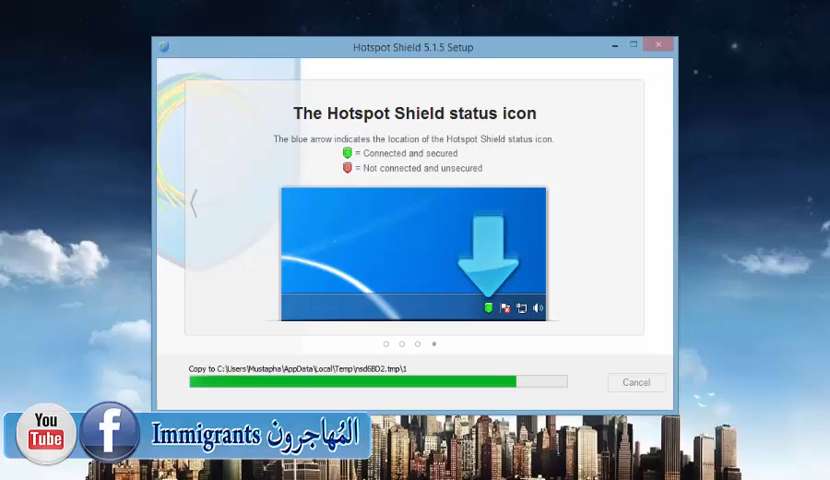 Hotspot Shield 5.1.5 Setup
The Hotspot Shield status icon
The blue arrow indicates the location of the Hotspot Shield status icon.
= Connected and secured
= Not connected and unsecured
Copy to C:\Users\Mustapha\AppData\Local\Temp\nsd6BD2.tmp\1
Cancel
You Tube
f
Immigrants المُهاجرون